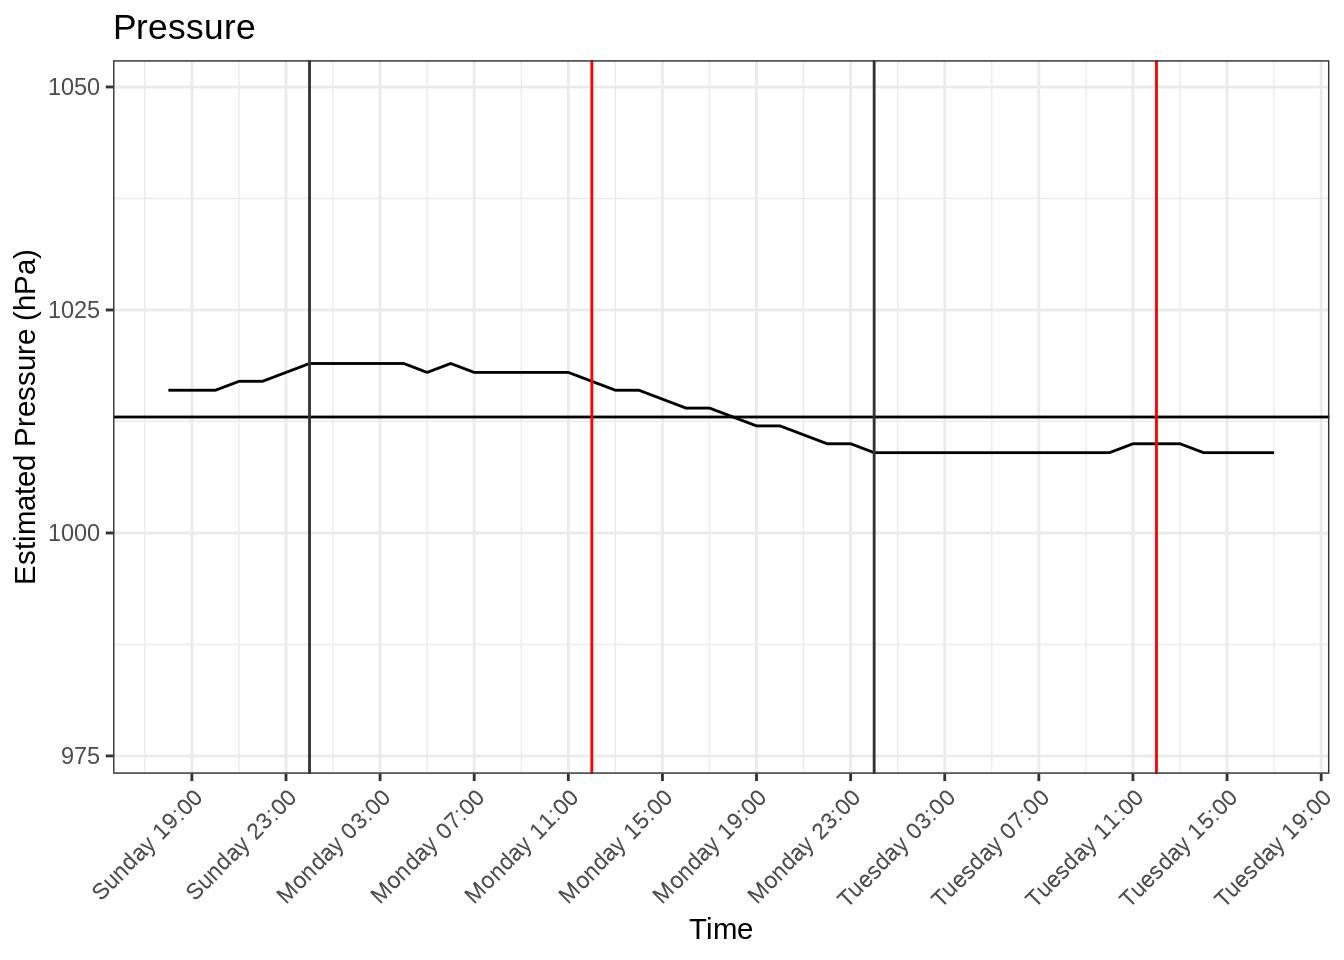 Pressure
Estimated Pressure (hPa)
1050
1025
1000
975
Sunday 19:00
Sunday 23:00
Monday 03:00
Monday 07:00
Monday 11:00
Monday 15:00
Monday 19:00
Monday 23:00
Tuesday 03:00
Tuesday 07:00
Tuesday 11:00
Tuesday 15:00
Tuesday 19:00
Time